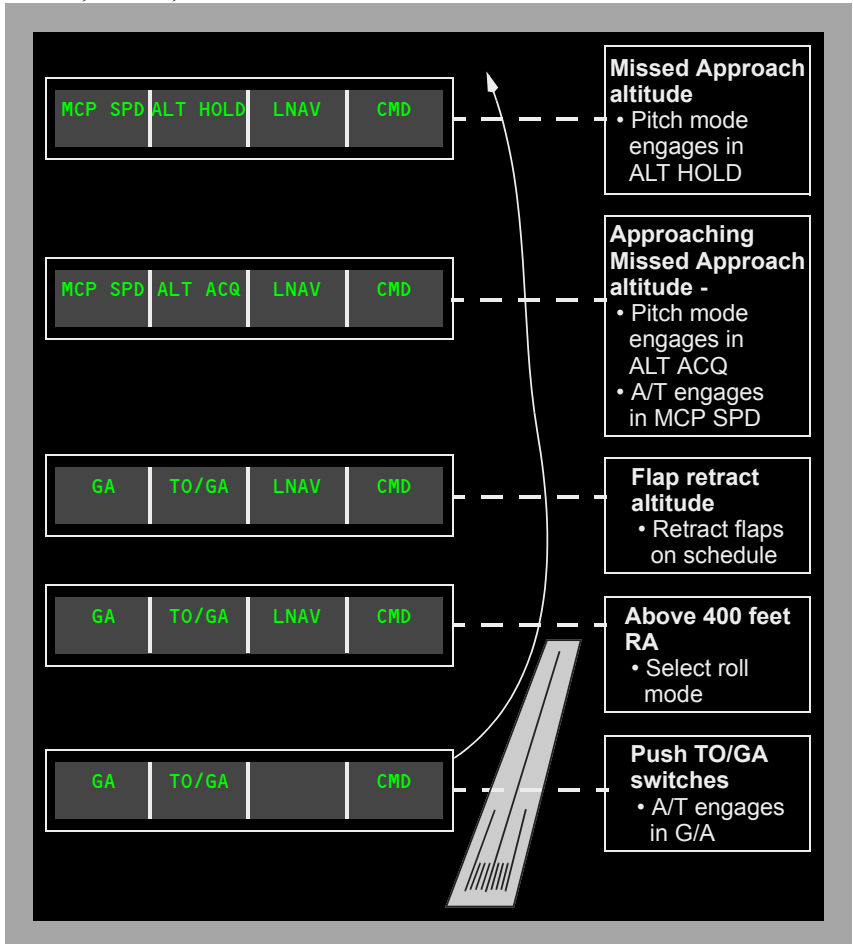 MCP SPD ALT HOLD LNAV CMD
Missed Approach
altitude
• Pitch mode
engages in
ALT HOLD
MCP SPD ALT ACQ LNAV CMD
Approaching
Missed Approach
altitude -
• Pitch mode
engages in
ALT ACQ
• A/T engages
in MCP SPD
GA TO/GA LNAV CMD
Flap retract
altitude
• Retract flaps
on schedule
GA TO/GA LNAV CMD
Above 400 feet
RA
• Select roll
mode
GA TO/GA CMD
Push TO/GA
switches
• A/T engages
in G/A